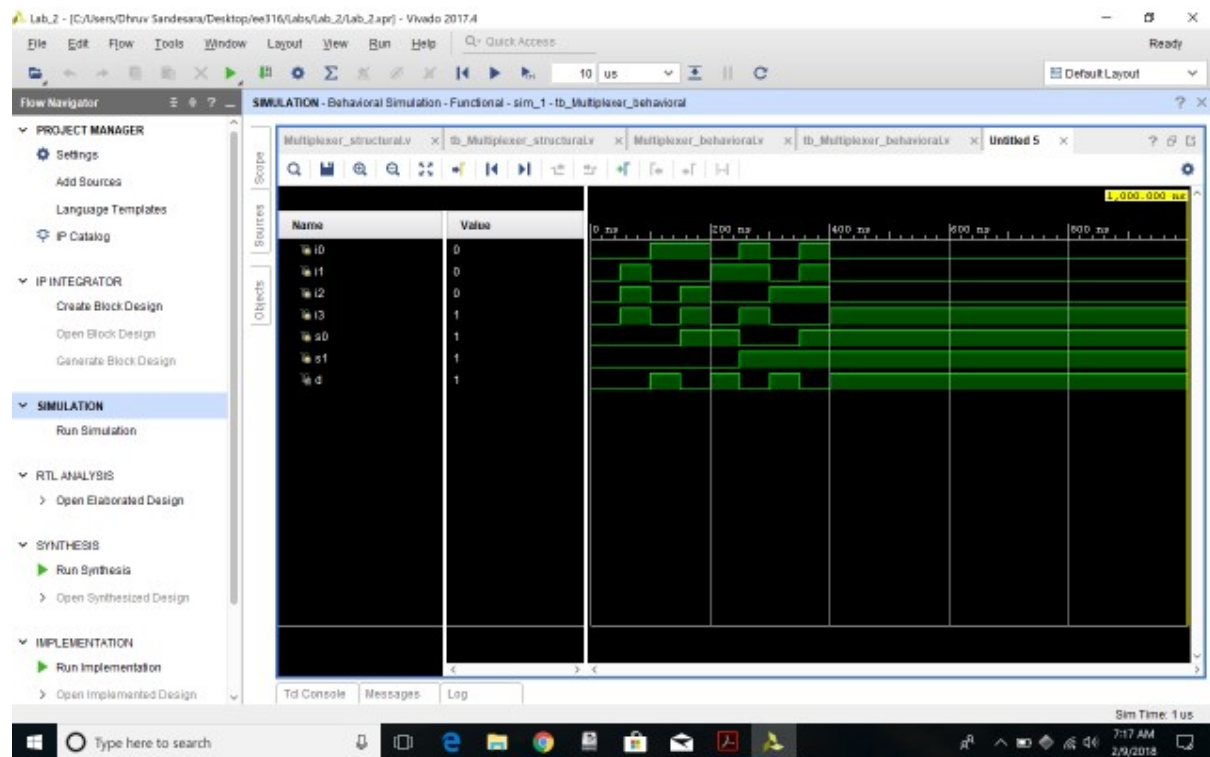 Lab_2 - [C:/Users/Dhruv Sandesara/Desktop/ee316/Labs/Lab_2/Lab_2.xpr] - Vivado 2017.4
File Edit Flow Tools Window Layout View Run Help Quick Access Ready
10 us Default Layout
Flow Navigator SIMULATION - Behavioral Simulation - Functional - sim_1 - tb_Multiplexer_behavioral
PROJECT MANAGER
Settings
Add Sources
Language Templates
IP Catalog
IP INTEGRATOR
Create Block Design
Open Block Design
Generate Block Design
SIMULATION
Run Simulation
RTL ANALYSIS
Open Elaborated Design
SYNTHESIS
Run Synthesis
Open Synthesized Design
IMPLEMENTATION
Run Implementation
Open Implemented Design
Scope
Sources
Objects
Multiplexer_structural.v tb_Multiplexer_structural.v Multiplexer_behavioral.v tb_Multiplexer_behavioral.v Untitled 5
1,000.000 ns
Name Value 0 ns 200 ns 400 ns 600 ns 800 ns
i0 0
i1 0
i2 0
i3 1
s0 1
s1 1
d 1
Tcl Console Messages Log
Sim Time: 1 us
Type here to search
7:17 AM
2/9/2018